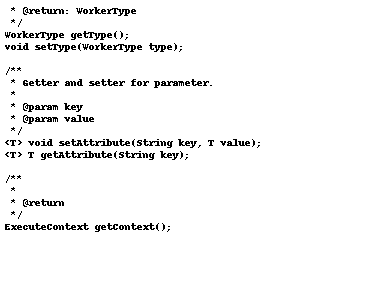 * @return: WorkerType
*/
WorkerType getType();
void setType(WorkerType type);
/**
* Getter and setter for parameter.
*
* @param key
* @param value
*/
<T> void setAttribute(String key, T value);
<T> T getAttribute(String key);
/**
*
* @return
*/
ExecuteContext getContext();